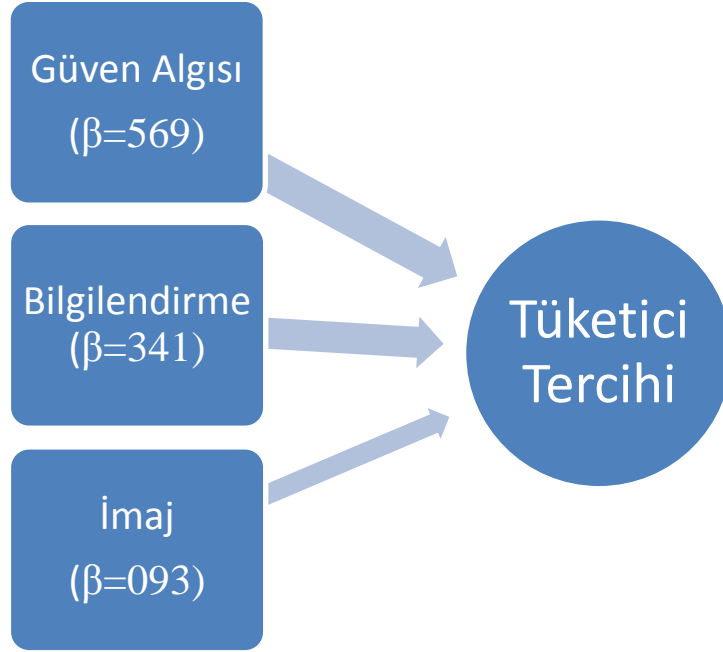 Güven Algısı
(β=569)
Bilgilendirme
(β=341)
İmaj
(β=093)
Tüketici
Tercihi